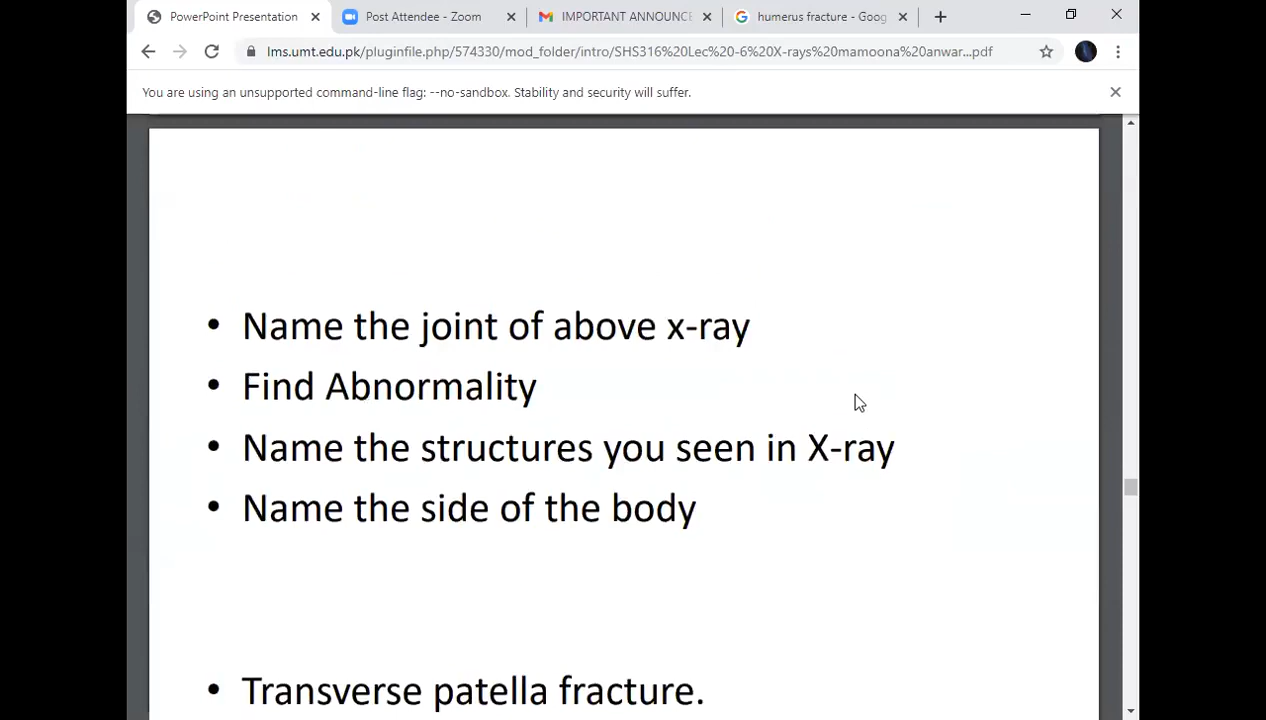 PowerPoint Presentation
Post Attendee - Zoom
IMPORTANT ANNOUNCE
humerus fracture - Goog
lms.umt.edu.pk/pluginfile.php/574330/mod_folder/intro/SHS316%20Lec%20-6%20X-rays%20mamoona%20anwar...pdf
You are using an unsupported command-line flag: --no-sandbox. Stability and security will suffer.
• Name the joint of above x-ray
• Find Abnormality
• Name the structures you seen in X-ray
• Name the side of the body
• Transverse patella fracture.